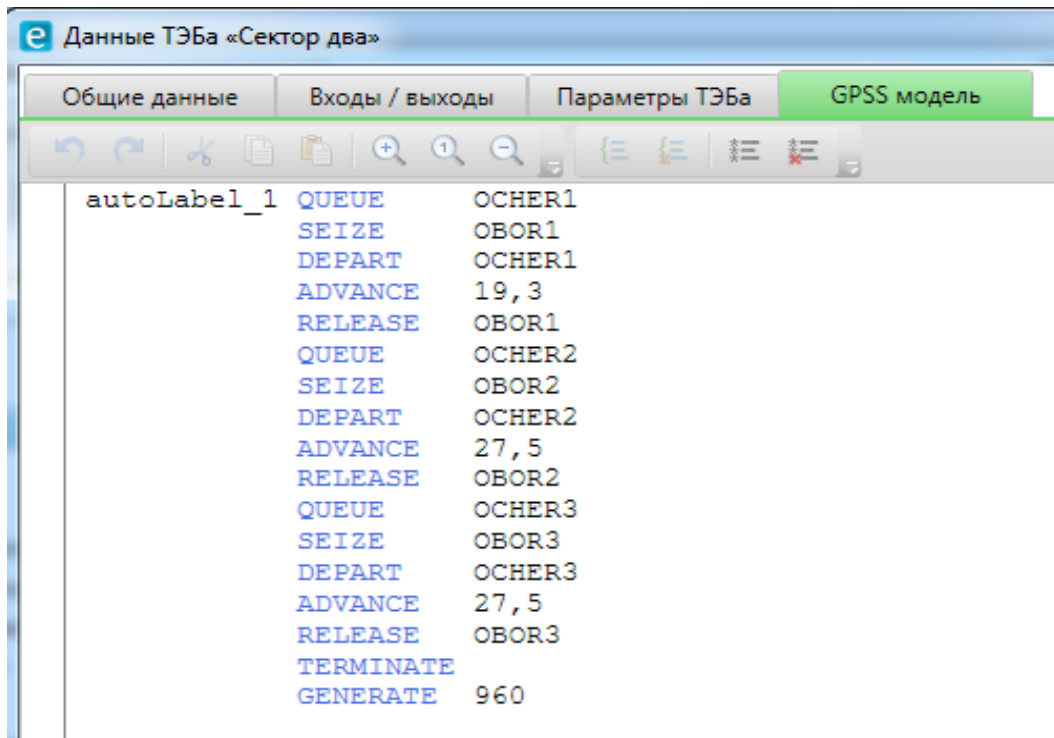 Данные ТЭБа «Сектор два»
Общие данные Входы / выходы Параметры ТЭБа GPSS модель
autoLabel_1 QUEUE OCHER1
SEIZE OBOR1
DEPART OCHER1
ADVANCE 19,3
RELEASE OBOR1
QUEUE OCHER2
SEIZE OBOR2
DEPART OCHER2
ADVANCE 27,5
RELEASE OBOR2
QUEUE OCHER3
SEIZE OBOR3
DEPART OCHER3
ADVANCE 27,5
RELEASE OBOR3
TERMINATE
GENERATE 960